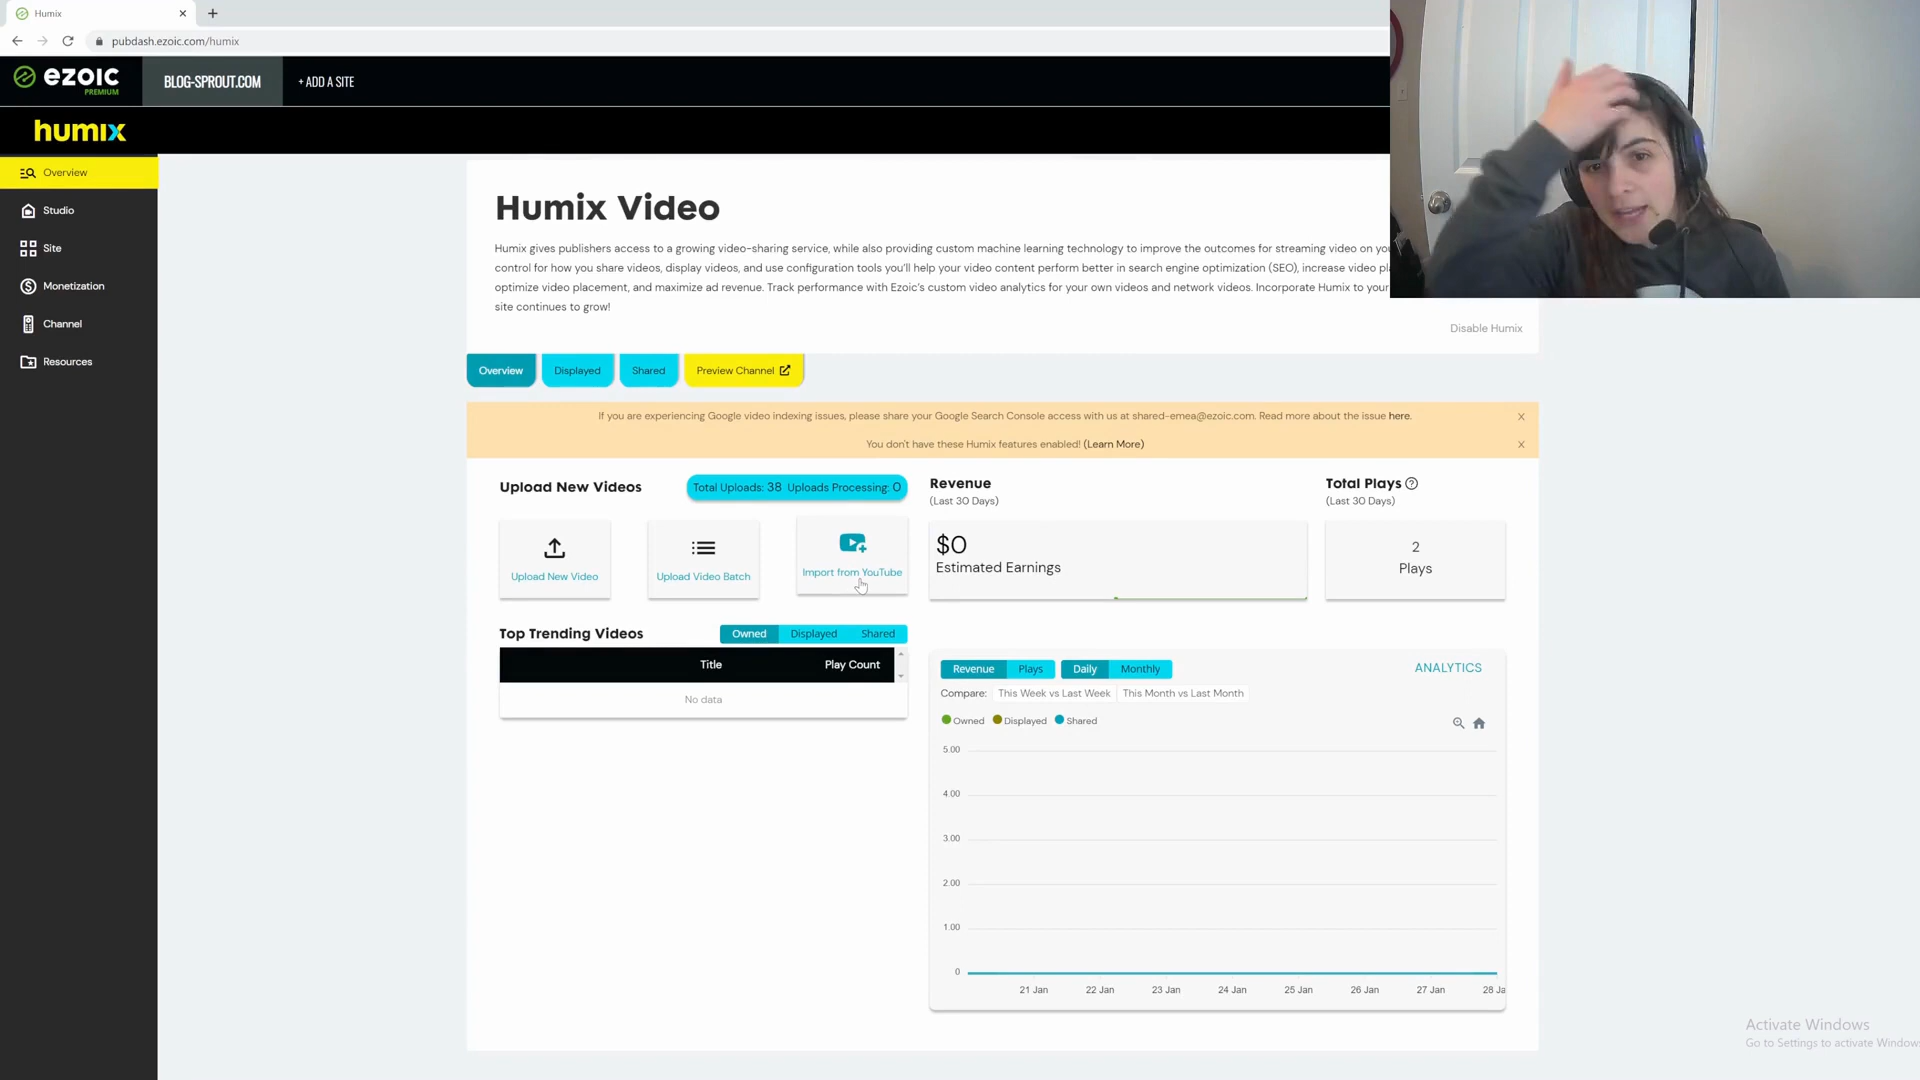 Humix
pubdash.ezoic.com/humix
ezoic
PREMIUM
BLOG-SPROUT.COM
+ ADD A SITE
humix
Overview
Studio
Site
Monetization
Channel
Resources
Humix Video
Humix gives publishers access to a growing video-sharing service, while also providing custom machine learning technology to improve the outcomes for streaming video on
control for how you share videos, display videos, and use configuration tools you'll help your video content perform better in search engine optimization (SEO), increase video
optimize video placement, and maximize ad revenue. Track performance with Ezoic's custom video analytics for your own videos and network videos. Incorporate Humix to your
site continues to grow!
Disable Humix
Overview
Displayed
Shared
Preview Channel
If you are experiencing Google video indexing issues, please share your Google Search Console access with us at shared-emea@ezoic.com. Read more about the issue here.
X
You don't have these Humix features enabled! (Learn More)
X
Upload New Videos
Total Uploads: 38 Uploads Processing: 0
Upload New Video
Upload Video Batch
Import from YouTube
Revenue
(Last 30 Days)
$0
Estimated Earnings
Total Plays
(Last 30 Days)
2
Plays
Top Trending Videos
Owned
Displayed
Shared
Title
Play Count
No data
Revenue
Plays
Daily
Monthly
ANALYTICS
Compare: This Week vs Last Week This Month vs Last Month
Owned Displayed Shared
5.00
4.00
3.00
2.00
1.00
0
21 Jan 22 Jan 23 Jan 24 Jan 25 Jan 26 Jan 27 Jan 28
Activate Windows
Go to Settings to activate Windows